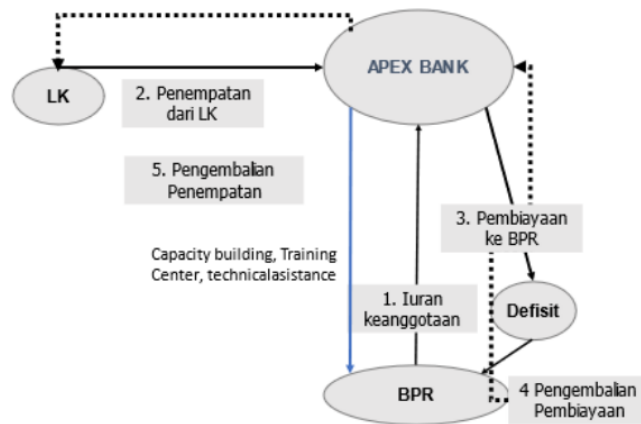 APEX BANK
LK
2. Penempatan
dari LK
5. Pengembalian
Penempatan
3. Pembiayaan
ke BPR
Capacity building, Training
Center, technicalasistance
1. Iuran
keanggotaan
Defisit
BPR
4 Pengembalian
Pembiayaan